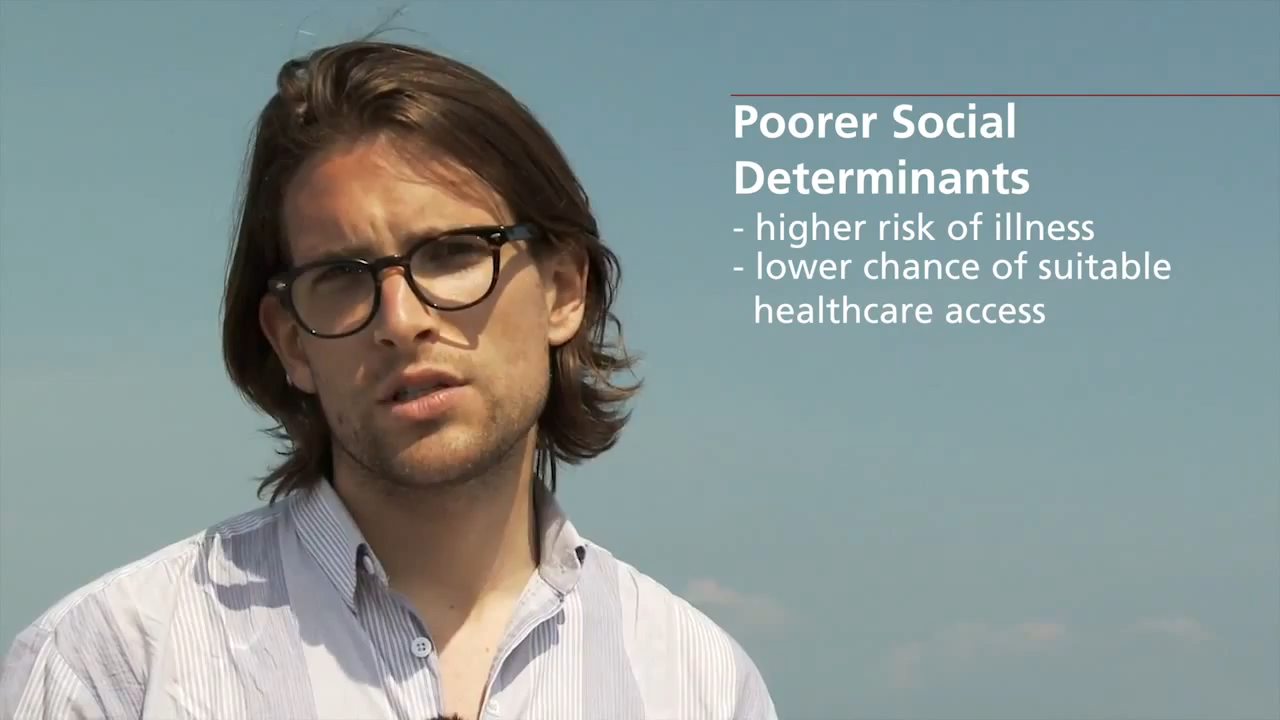 Poorer Social
Determinants
- higher risk of illness
- lower chance of suitable
healthcare access